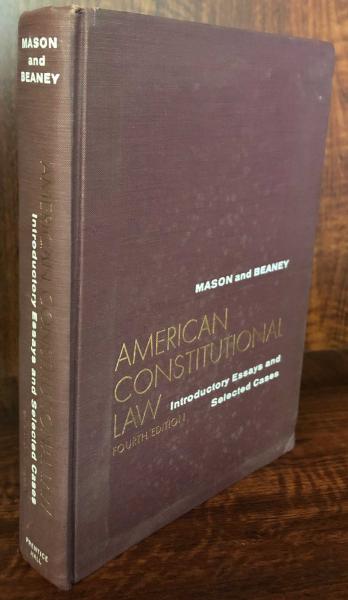 MASON
and
BEANEY
AMERICAN CONSTITUTIONAL LAW
Introductory Essays and Selected Cases
PRENTICE
HALL
MASON and BEANEY
AMERICAN
CONSTITUTIONAL
LAW
Introductory Essays and
Selected Cases
FOURTH EDITION